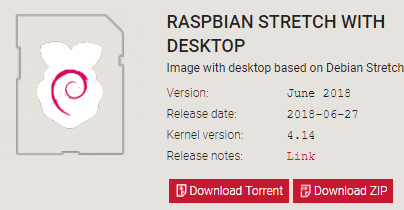 RASPBIAN STRETCH WITH
DESKTOP
Image with desktop based on Debian Stretch
Version: June 2018
Release date: 2018-06-27
Kernel version: 4.14
Release notes: Link
Download Torrent Download ZIP